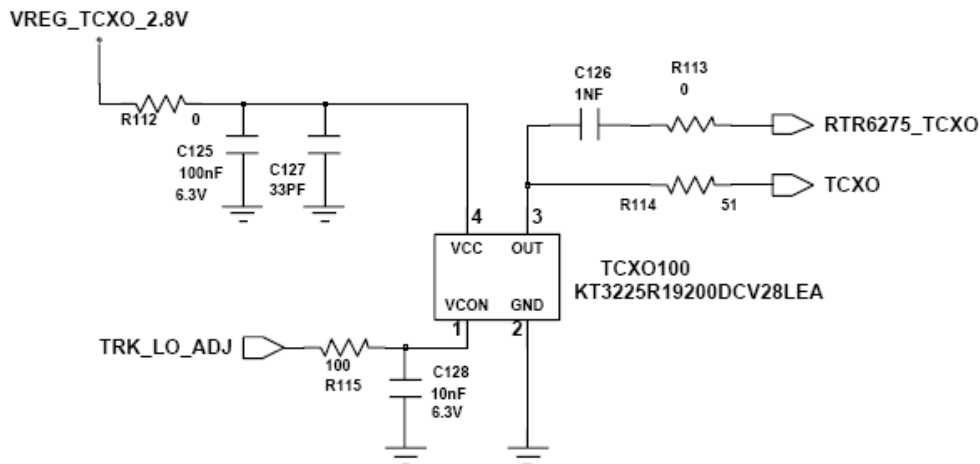 VREG_TCXO_2.8V
C126
1NF
R113
0
R112
0
RTR6275_TCXO
C125
100nF
6.3V
C127
33PF
TCXO
R114
51
4
3
VCC
OUT
TCXO100
KT3225R19200DCV28LEA
VCON
GND
1
2
TRK_LO_ADJ
100
R115
C128
10nF
6.3V